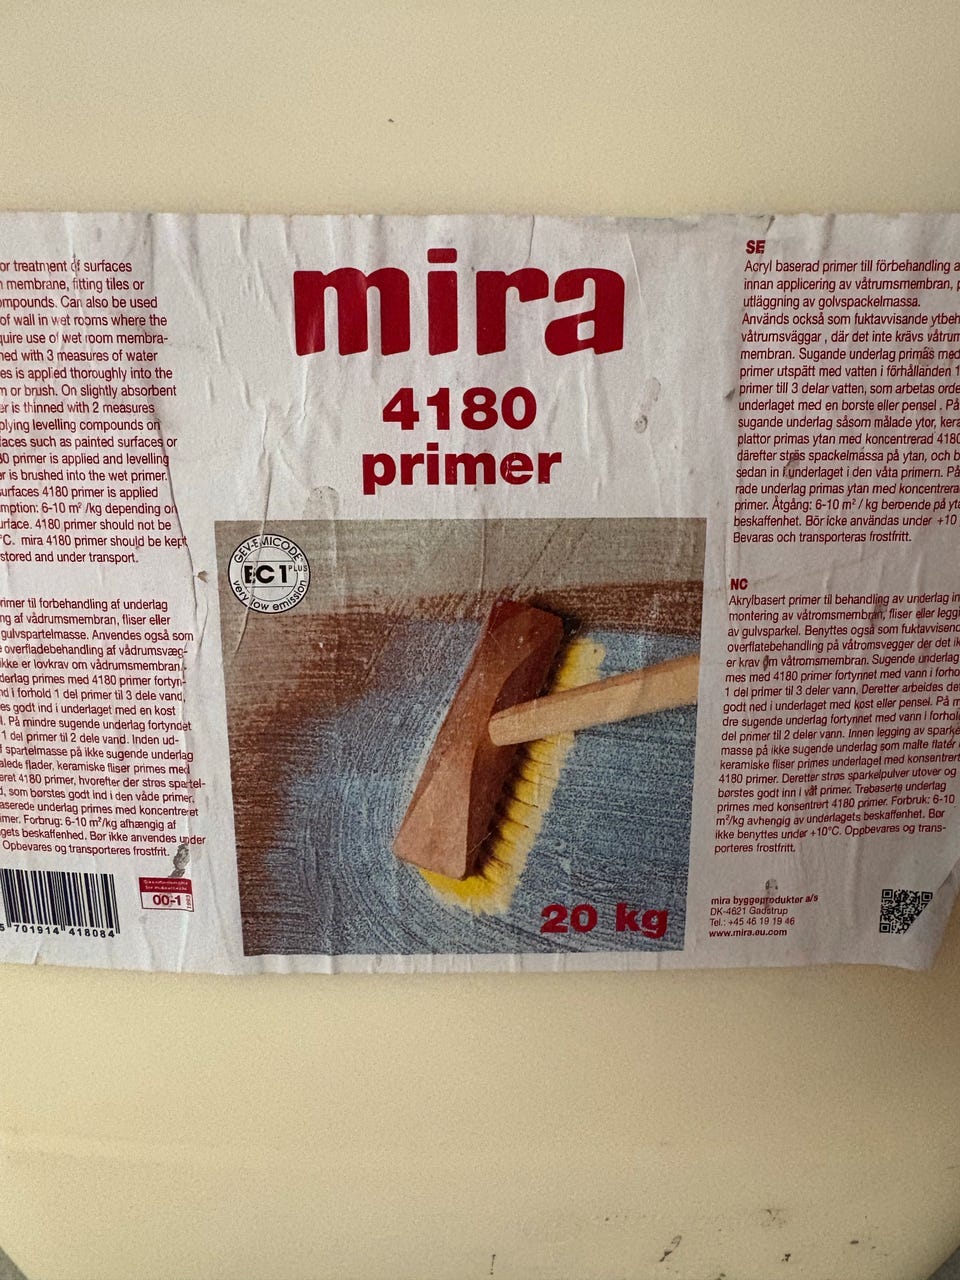 or treatment of surfaces
membrane, fitting tiles or
ompounds. Can also be used
of wall in wet rooms where the
quire use of wet room membra-
ned with 3 measures of water
es is applied thoroughly into the
m or brush. On slightly absorbent
er is thinned with 2 measures
plying levelling compounds on
faces such as painted surfaces or
80 primer is applied and levelling
er is brushed into the wet primer.
urfaces 4180 primer is applied
mption: 6-10 m² /kg depending on
urface. 4180 primer should not be
°C. mira 4180 primer should be kept
stored and under transport.
rimer til forbehandling af underlag
ng af vådrumsmembran, fliser eller
gulvspartelmasse. Anvendes også som
overfladebehandling af vådrumsvæg-
ikke er lovkrav om vådrumsmembran.
derlag primes med 4180 primer fortyn-
nd i forhold 1 del primer til 3 dele vand,
es godt ind i underlaget med en kost
l. På mindre sugende underlag fortyndet
1 del primer til 2 dele vand. Inden ud-
f spartelmasse på ikke sugende underlag
alede flader, keramiske fliser primes med
eret 4180 primer, hvorefter der strøs spartel-
d, som børstes godt ind i den våde primer.
aserede underlag primes med koncentreret
imer. Forbrug: 6-10 m²/kg afhængig af
gets beskaffenhed. Bør ikke anvendes under
Opbevares og transporteres frostfrit.
5 701914 418084
00-1
1993
mira
4180
primer
GEV-EMICODE
EC1 PLUS
very low emission
20 kg
SE
Acryl baserad primer till förbehandling a
innan applicering av våtrumsmembran, p
utläggning av golvspackelmassa.
Används också som fuktavvisande ytbeh
våtrumsväggar , där det inte krävs våtrum
membran. Sugande underlag primas med
primer utspätt med vatten i förhållanden 1
primer till 3 delar vatten, som arbetas orde
underlaget med en borste eller pensel . På
sugande underlag såsom målade ytor, kera
plattor primas ytan med koncentrerad 4180
därefter strös spackelmassa på ytan, och b
sedan in i underlaget i den våta primern. På
rade underlag primas ytan med koncentrera
primer. Åtgång: 6-10 m² / kg beroende på yta
beskaffenhet. Bör icke användas under +10
Bevaras och transporteras frostfritt.
NC
Akrylbasert primer til behandling av underlag in
montering av våtromsmembran, fliser eller leggi
av gulvsparkel. Benyttes også som fuktavvisend
overflatebehandling på våtromsvegger der det ik
er krav om våtromsmembran. Sugende underlag
mes med 4180 primer fortynnet med vann i forho
1 del primer til 3 deler vann, Deretter arbeides de
godt ned i underlaget med kost eller pensel. På m
dre sugende underlag fortynnet med vann i forhol
del primer til 2 deler vann. Innen legging av sparke
masse på ikke sugende underlag som malte flater
keramiske fliser primes underlaget med konsentrert
4180 primer. Deretter strøs sparkelpulver utover og
børstes godt inn i våt primer. Trebaserte underlag
primes med konsentrert 4180 primer. Forbruk: 6-10
m²/kg avhengig av underlagets beskaffenhet. Bør
ikke benyttes under +10°C. Oppbevares og trans-
porteres frostfritt.
mira byggeprodukter a/s
DK-4621 Gadstrup
Tel.: +45 46 19 19 46
www.mira.eu.com